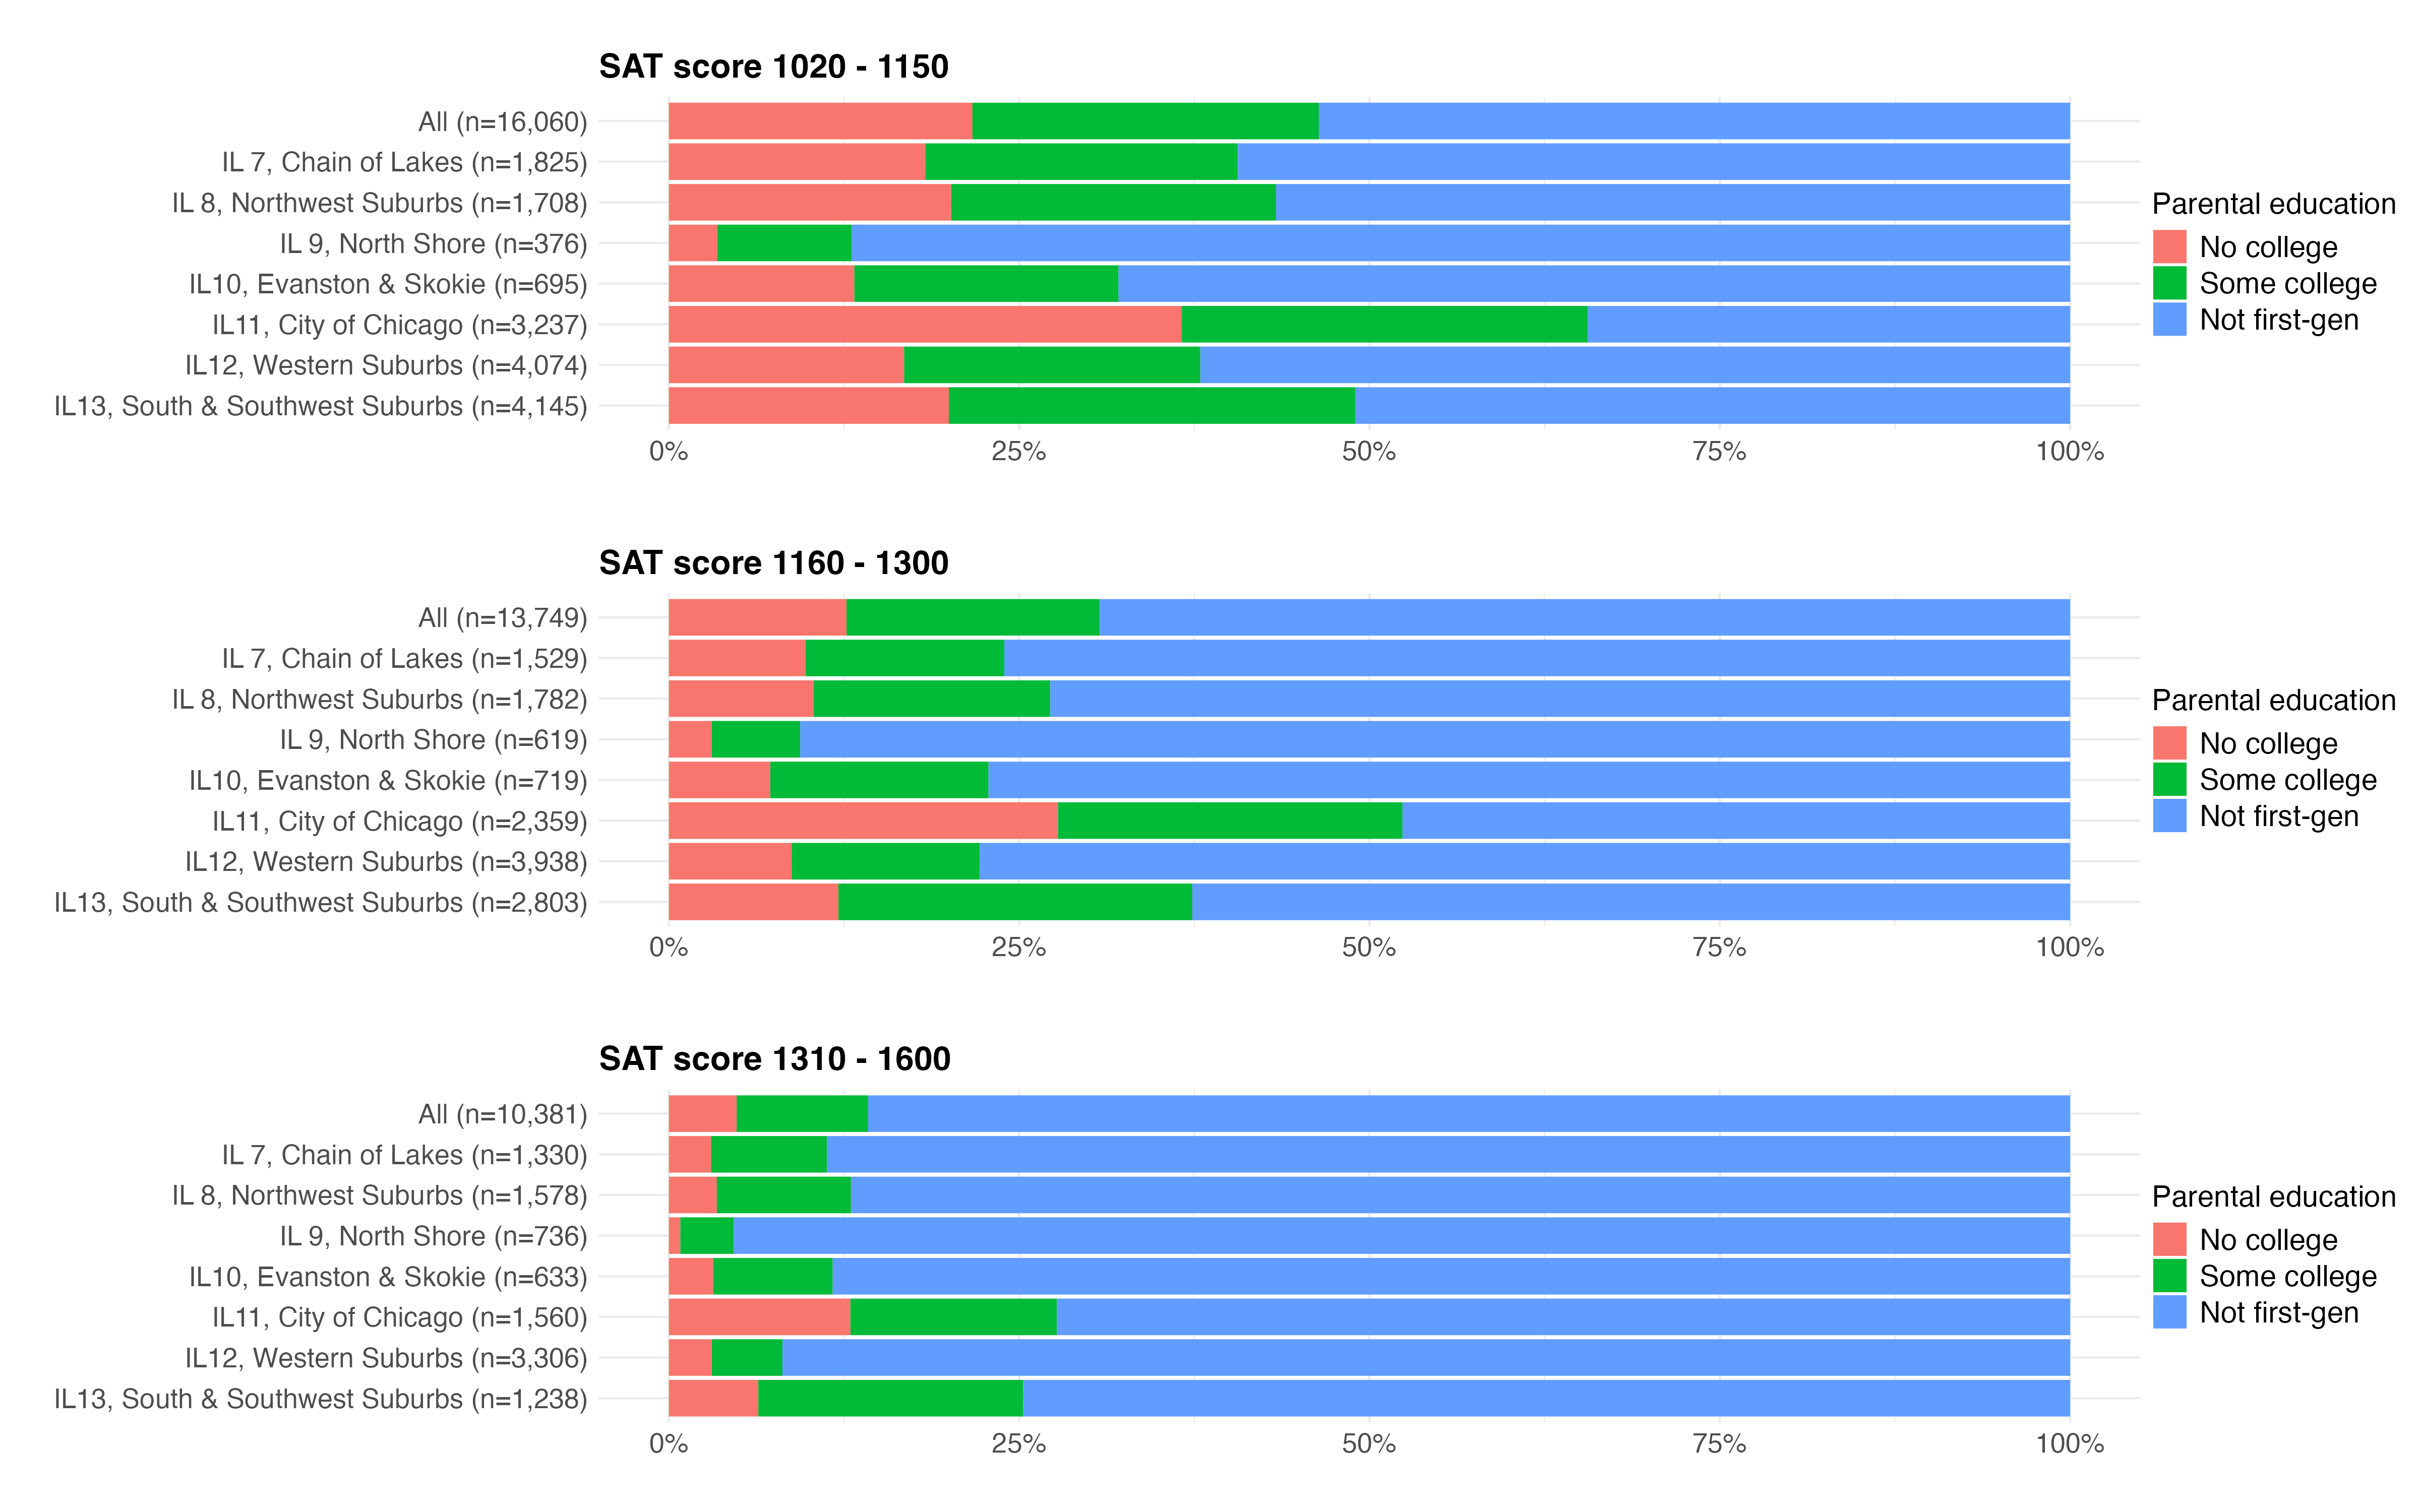 SAT score 1020 - 1150
All (n=16,060)
IL 7, Chain of Lakes (n=1,825)
IL 8, Northwest Suburbs (n=1,708)
IL 9, North Shore (n=376)
IL10, Evanston & Skokie (n=695)
IL11, City of Chicago (n=3,237)
IL12, Western Suburbs (n=4,074)
IL13, South & Southwest Suburbs (n=4,145)
0% 25% 50% 75% 100%
Parental education
No college
Some college
Not first-gen
SAT score 1160 - 1300
All (n=13,749)
IL 7, Chain of Lakes (n=1,529)
IL 8, Northwest Suburbs (n=1,782)
IL 9, North Shore (n=619)
IL10, Evanston & Skokie (n=719)
IL11, City of Chicago (n=2,359)
IL12, Western Suburbs (n=3,938)
IL13, South & Southwest Suburbs (n=2,803)
0% 25% 50% 75% 100%
Parental education
No college
Some college
Not first-gen
SAT score 1310 - 1600
All (n=10,381)
IL 7, Chain of Lakes (n=1,330)
IL 8, Northwest Suburbs (n=1,578)
IL 9, North Shore (n=736)
IL10, Evanston & Skokie (n=633)
IL11, City of Chicago (n=1,560)
IL12, Western Suburbs (n=3,306)
IL13, South & Southwest Suburbs (n=1,238)
0% 25% 50% 75% 100%
Parental education
No college
Some college
Not first-gen